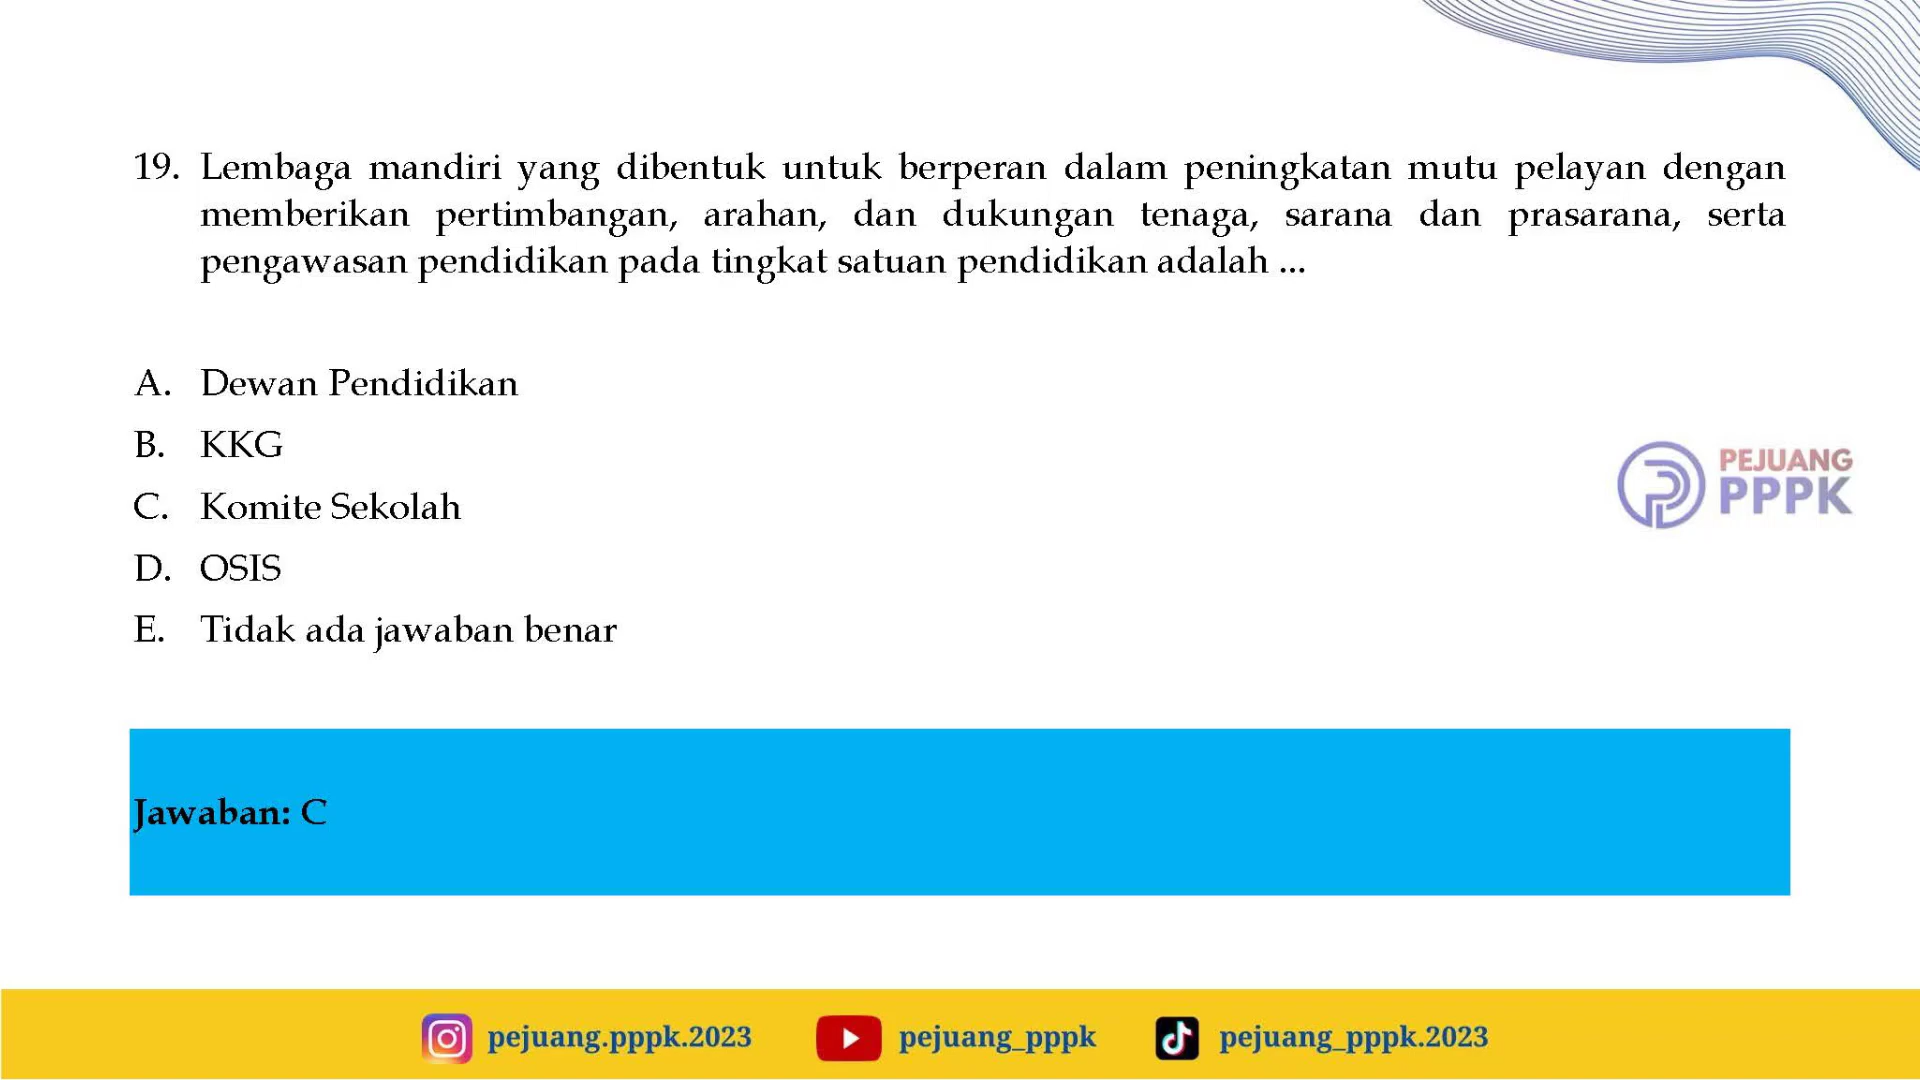 19. Lembaga mandiri yang dibentuk untuk berperan dalam peningkatan mutu pelayan dengan
memberikan pertimbangan, arahan, dan dukungan tenaga, sarana dan prasarana, serta
pengawasan pendidikan pada tingkat satuan pendidikan adalah ...
A. Dewan Pendidikan
B. KKG
C. Komite Sekolah
D. OSIS
E. Tidak ada jawaban benar
PEJUANG
PPPK
Jawaban: C
pejuang.pppk.2023 pejuang_pppk pejuang_pppk.2023